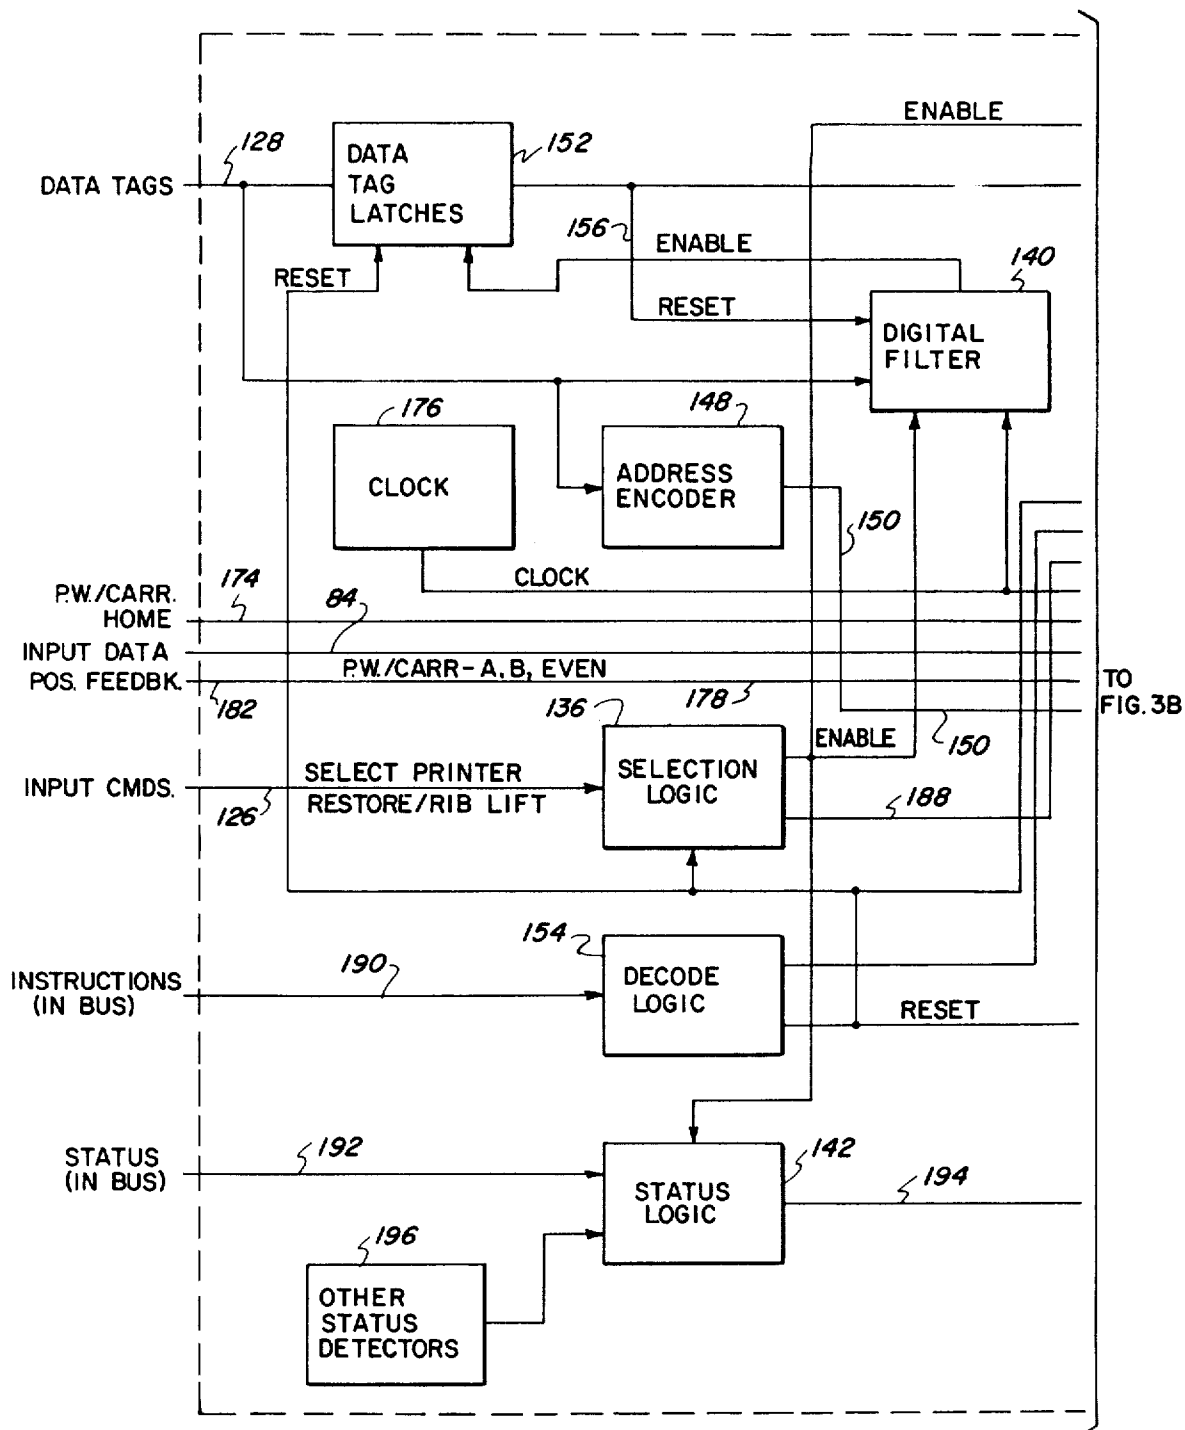 ENABLE
128
DATA
TAG
LATCHES
152
DATA TAGS
156
ENABLE
140
RESET
RESET
DIGITAL
FILTER
176
148
CLOCK
ADDRESS
ENCODER
150
CLOCK
174
P.W./CARR.
HOME
84
INPUT DATA
P.W./CARR-A, B, EVEN
POS. FEEDBK.
182
178
TO
FIG. 3B
136
ENABLE
150
SELECT PRINTER
SELECTION
LOGIC
INPUT CMDS.
126
RESTORE/RIB LIFT
188
154
INSTRUCTIONS
(IN BUS)
190
DECODE
LOGIC
RESET
STATUS
(IN BUS)
192
142
STATUS
LOGIC
194
196
OTHER
STATUS
DETECTORS